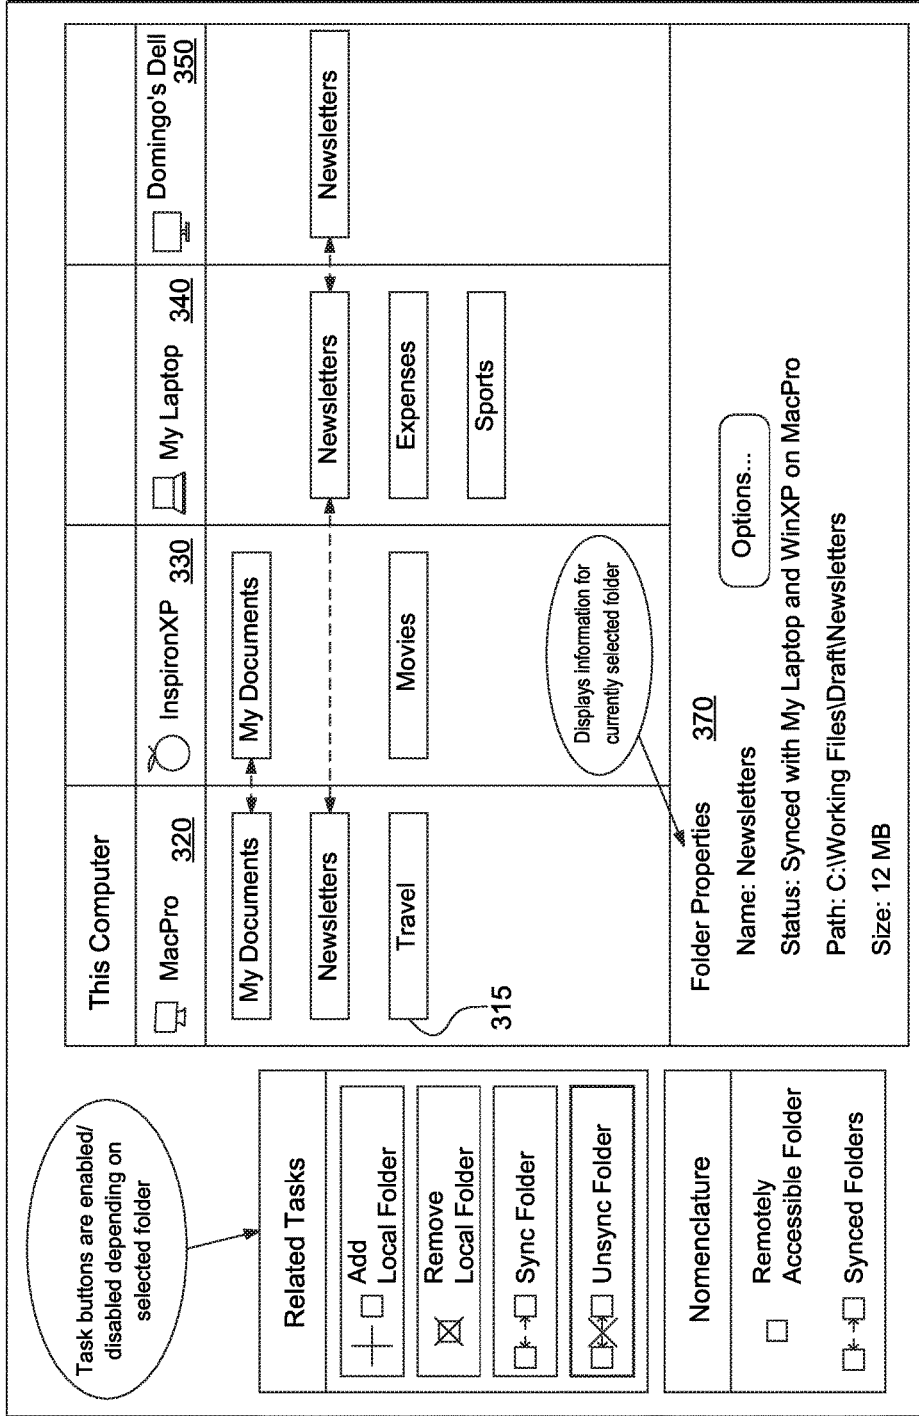 Task buttons are enabled/
disabled depending on
selected folder
Related Tasks
Add
Local Folder
Remove
Local Folder
Sync Folder
Unsync Folder
Nomenclature
Remotely
Accessible Folder
Synced Folders
This Computer
MacPro 320
InspironXP 330
My Laptop 340
Domingo's Dell
350
My Documents
My Documents
Newsletters
Newsletters
Newsletters
Travel
Movies
Expenses
Sports
315
Displays information for
currently selected folder
Folder Properties 370
Name: Newsletters
Options...
Status: Synced with My Laptop and WinXP on MacPro
Path: C:\Working Files\Draft\Newsletters
Size: 12 MB